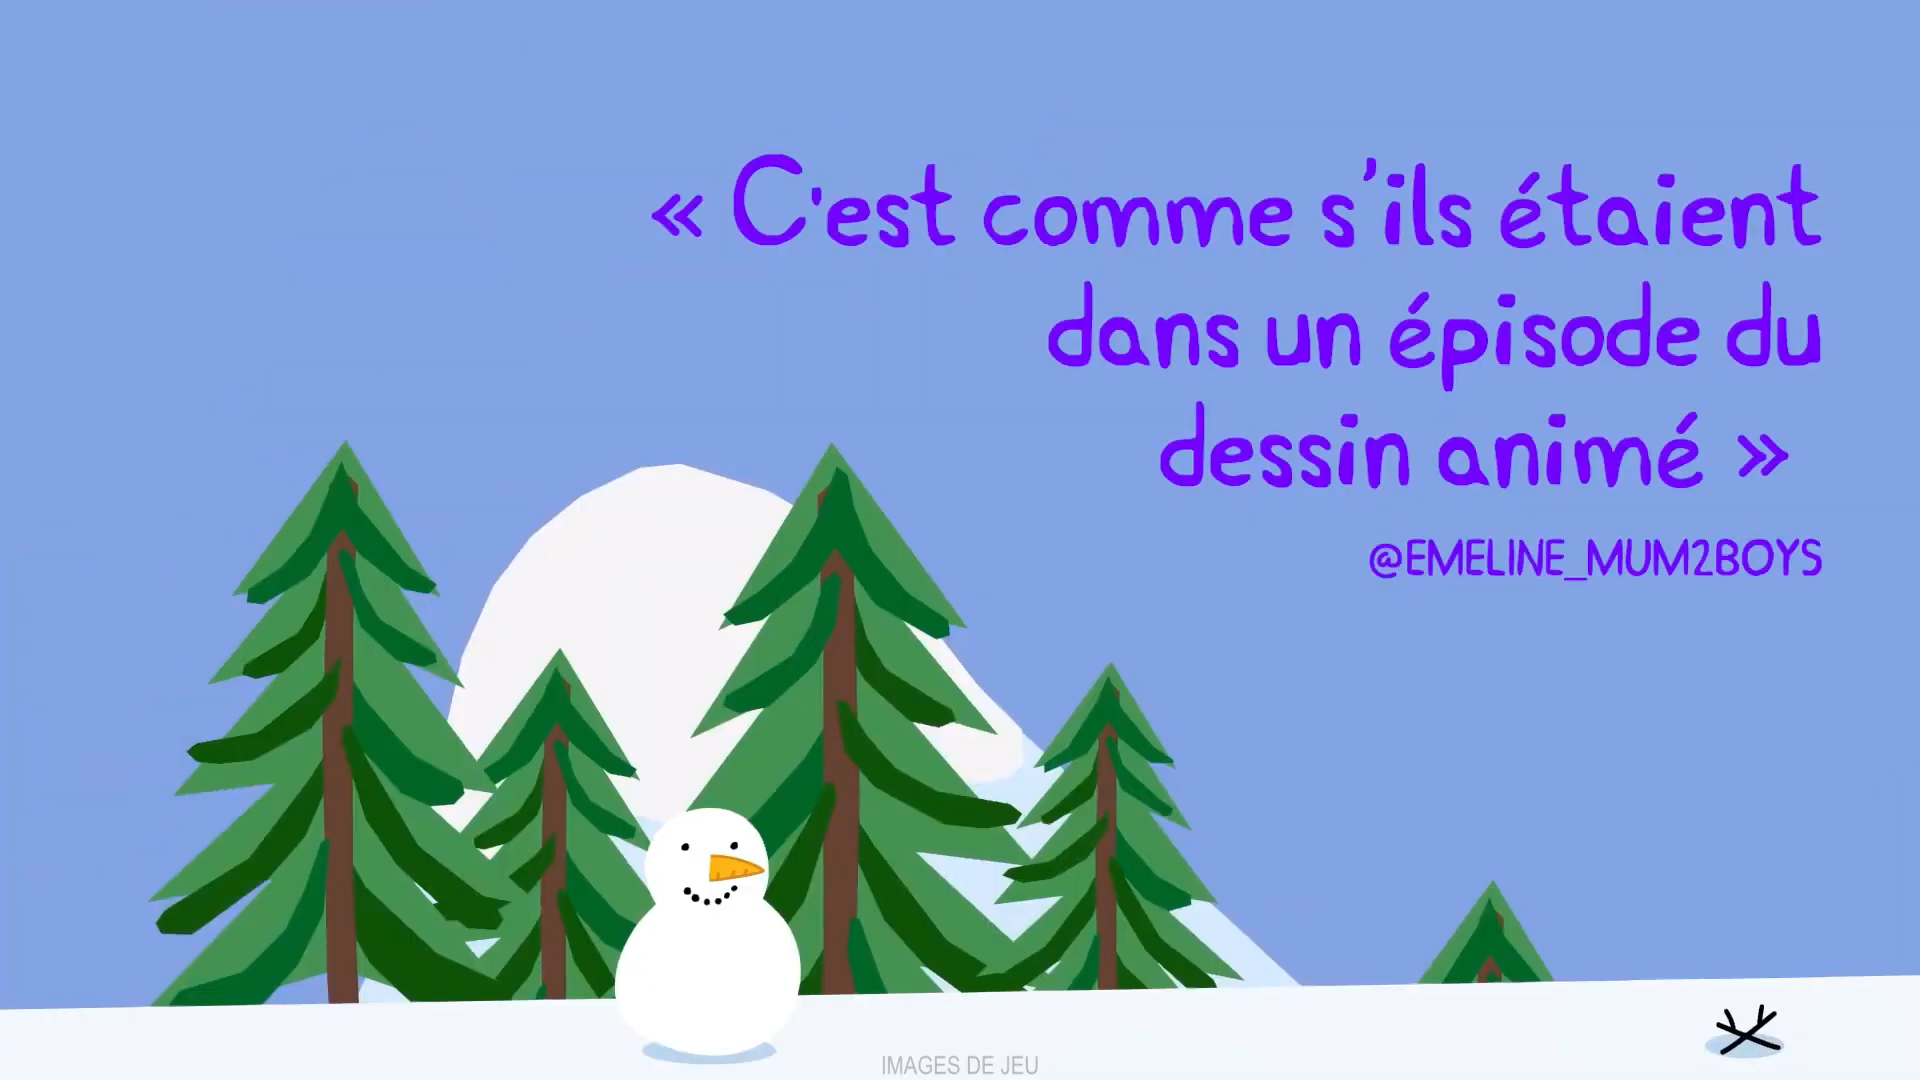 « C'est comme s’ils étaient
dans un épisode du
dessin animé »
@EMELINE_MUM2BOYS
IMAGES DE JEU